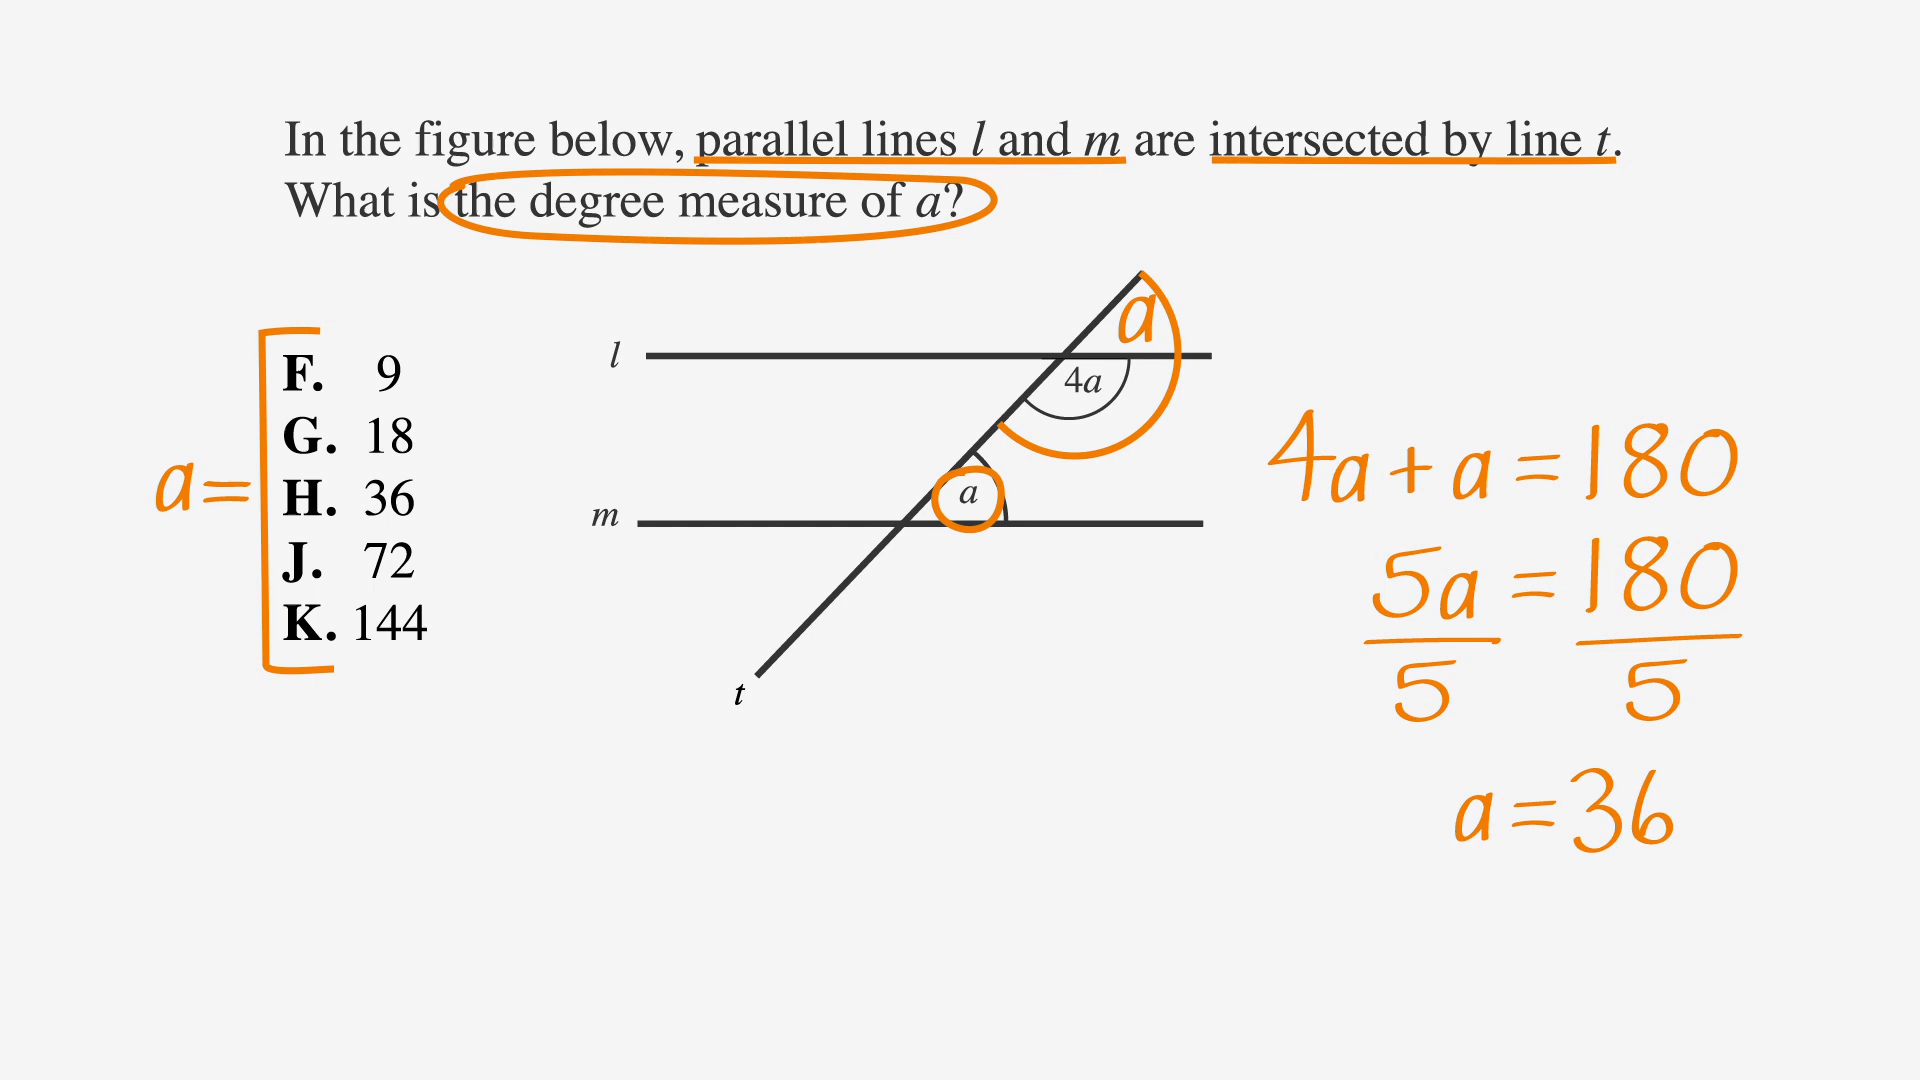 In the figure below, parallel lines l and m are intersected by line t.
What is the degree measure of a?
a=
F. 9
G. 18
H. 36
J. 72
K. 144
l
a
4a
m
a
t
4a + a = 180
5a = 180
5 5
a = 36